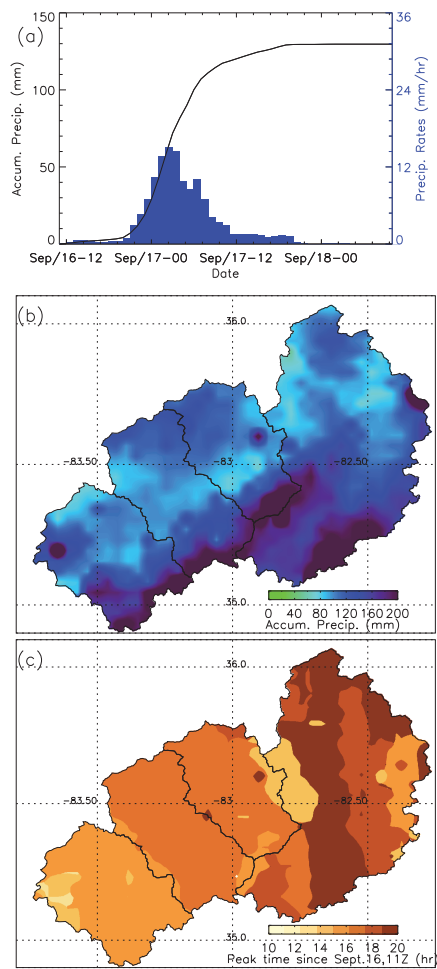 (a)
150
100
50
0
Accum. Precip. (mm)
36
24
12
0
Precip. Rates (mm/hr)
Sep/16-12 Sep/17-00 Sep/17-12 Sep/18-00
Date
(b)
36.0
-83.50 -83 -82.50
35.0
0 40 80 120 160 200
Accum. Precip. (mm)
(c)
36.0
-83.50 -83 -82.50
35.0
10 12 14 16 18 20
Peak time since Sept.16,11Z (hr)